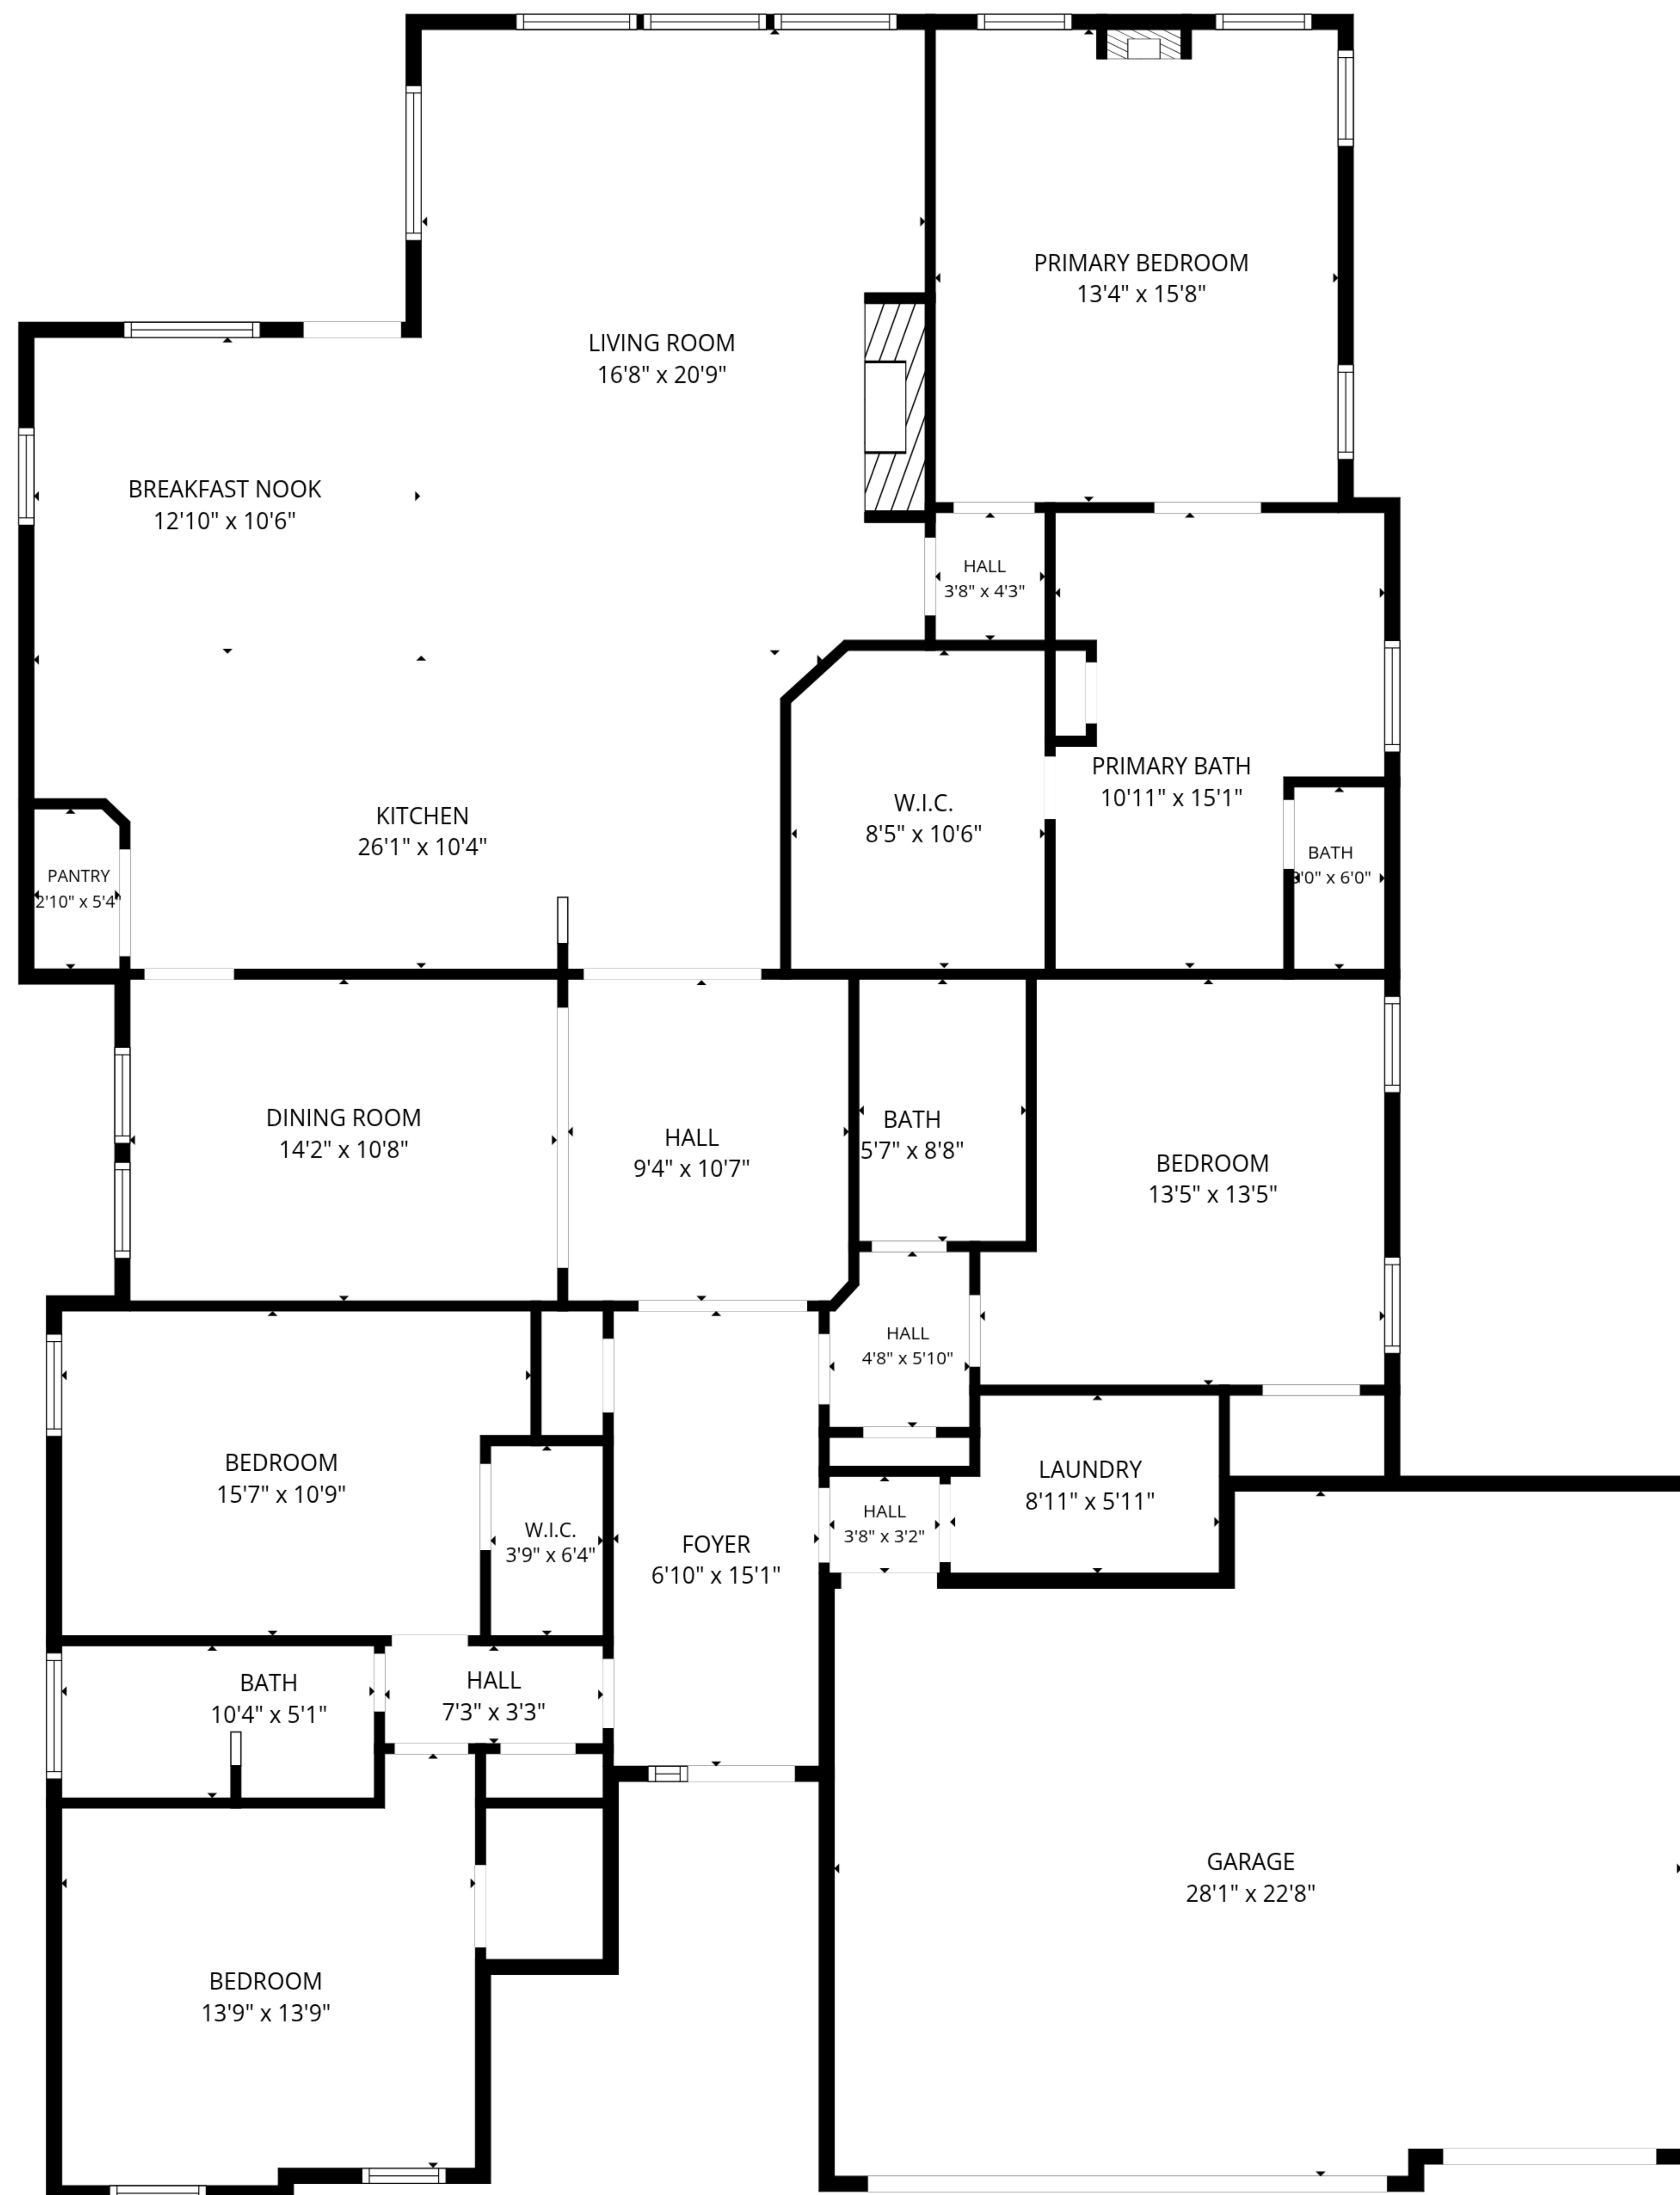 PRIMARY BEDROOM
13'4" x 15'8"
LIVING ROOM
16'8" x 20'9"
BREAKFAST NOOK
12'10" x 10'6"
HALL
3'8" x 4'3"
PRIMARY BATH
10'11" x 15'1"
W.I.C.
8'5" x 10'6"
KITCHEN
26'1" x 10'4"
BATH
3'0" x 6'0"
PANTRY
2'10" x 5'4"
DINING ROOM
14'2" x 10'8"
HALL
9'4" x 10'7"
BATH
5'7" x 8'8"
BEDROOM
13'5" x 13'5"
HALL
4'8" x 5'10"
BEDROOM
15'7" x 10'9"
LAUNDRY
8'11" x 5'11"
HALL
3'8" x 3'2"
W.I.C.
3'9" x 6'4"
FOYER
6'10" x 15'1"
BATH
10'4" x 5'1"
HALL
7'3" x 3'3"
GARAGE
28'1" x 22'8"
BEDROOM
13'9" x 13'9"